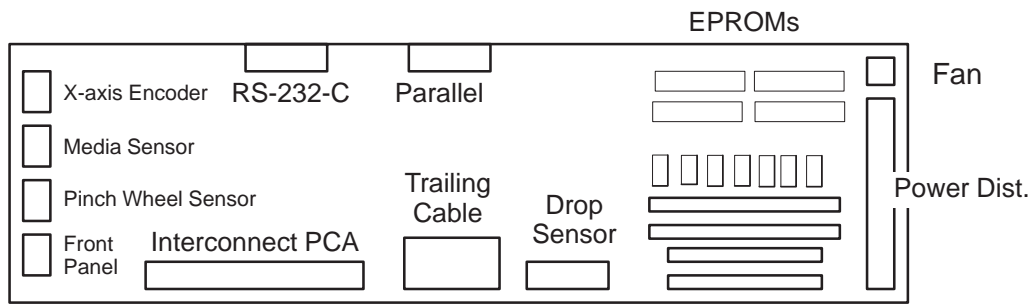 EPROMs
X-axis Encoder
RS-232-C
Parallel
Fan
Media Sensor
Pinch Wheel Sensor
Trailing
Cable
Drop
Sensor
Power Dist.
Front
Panel
Interconnect PCA